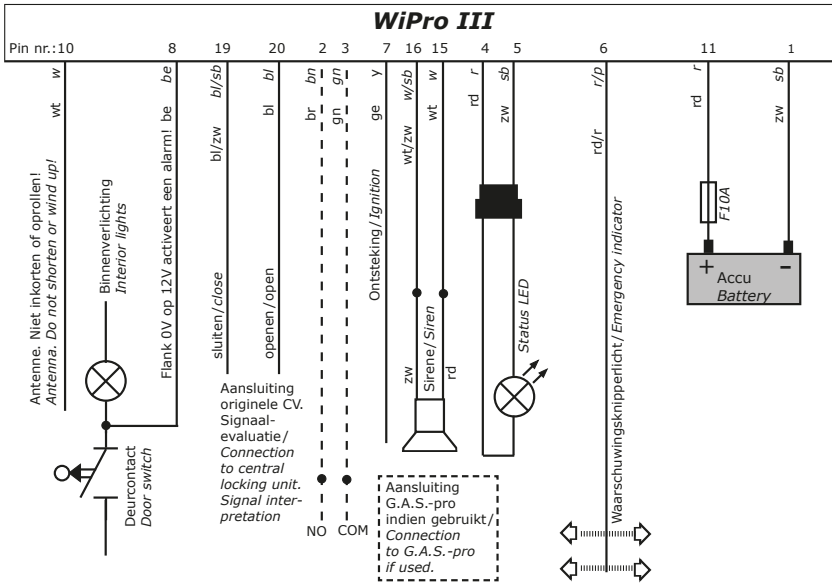 WiPro III
Pin nr.:10 8 19 20 2 3 7 16 15 4 5 6 11 1
w be bl/sb bl bn gn y w/sb w r sb r/p r sb
wt be bl/zw bl br gn ge wt/zw wt rd zw rd/r rd zw
Antenne. Niet inkorten of oprollen!
Antenna. Do not shorten or wind up!
Binnenverlichting
Interior lights
Flank 0V op 12V activeert een alarm!
Deurcontact
Door switch
sluiten/close
openen/open
Aansluiting
originele CV.
Signaal-
evaluatie/
Connection
to central
locking unit.
Signal inter-
pretation
NO COM
Ontsteking/Ignition
zw
Sirene/Siren
rd
Aansluiting
G.A.S.-pro
indien gebruikt/
Connection
to G.A.S.-pro
if used.
Status LED
Waarschuwingsknipperlicht/Emergency indicator
F10A
+ -
Accu
Battery